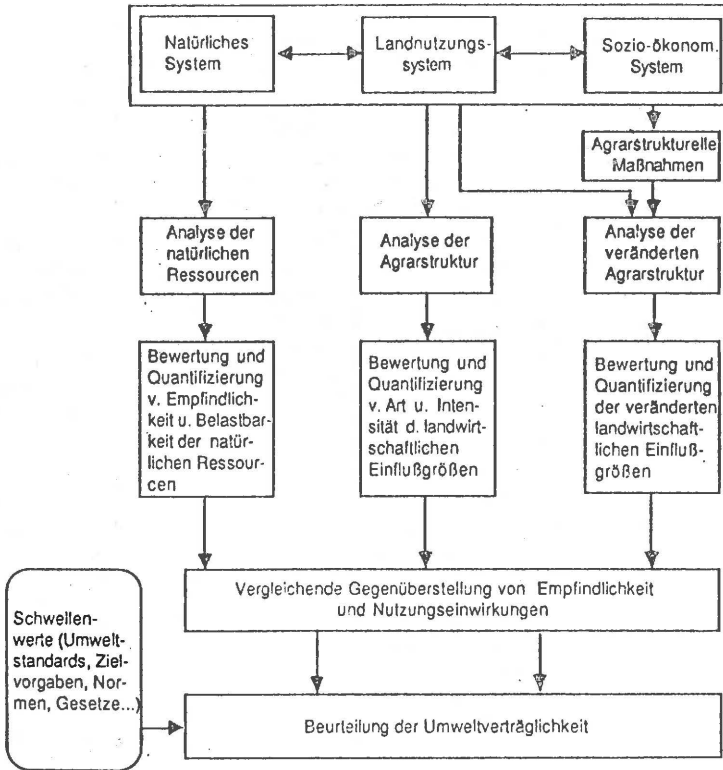 Natürliches
System
Landnutzungs-
system
Sozio-ökonom.
System
Agrarstrukturelle
Maßnahmen
Analyse der
natürlichen
Ressourcen
Analyse der
Agrarstruktur
Analyse der
veränderten
Agrarstruktur
Bewertung und
Quantifizierung
v. Empfindlich-
keit u. Belastbar-
keit der natür-
lichen Ressour-
cen
Bewertung und
Quantifizierung
v. Art u. Inten-
sität d. landwirt-
schaftlichen
Einflußgrößen
Bewertung und
Quantifizierung
der veränderten
landwirtschaft-
lichen Einfluß-
größen
Vergleichende Gegenüberstellung von Empfindlichkeit
und Nutzungseinwirkungen
Schwellen-
werte (Umwelt-
standards, Ziel-
vorgaben, Nor-
men, Gesetze...)
Beurteilung der Umweltverträglichkeit